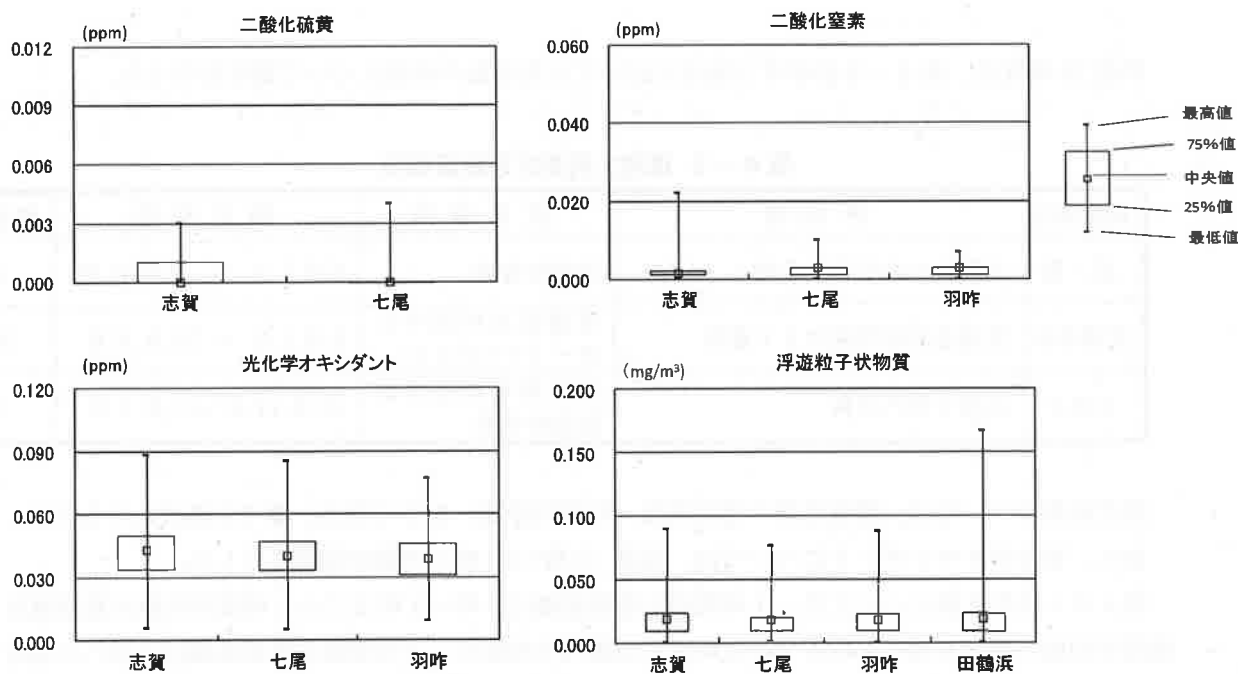 二酸化硫黄
(ppm)
0.012
0.009
0.006
0.003
0.000
志賀 七尾
二酸化窒素
(ppm)
0.060
0.040
0.020
0.000
志賀 七尾 羽咋
最高値
75%値
中央値
25%値
最低値
光化学オキシダント
(ppm)
0.120
0.090
0.060
0.030
0.000
志賀 七尾 羽咋
浮遊粒子状物質
(mg/m³)
0.200
0.150
0.100
0.050
0.000
志賀 七尾 羽咋 田鶴浜